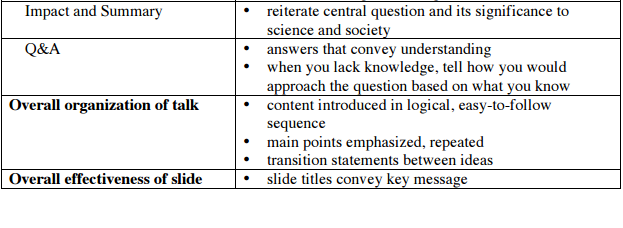 Impact and Summary
• reiterate central question and its significance to
science and society
Q&A
• answers that convey understanding
• when you lack knowledge, tell how you would
approach the question based on what you know
Overall organization of talk
• content introduced in logical, easy-to-follow
sequence
• main points emphasized, repeated
• transition statements between ideas
Overall effectiveness of slide
• slide titles convey key message